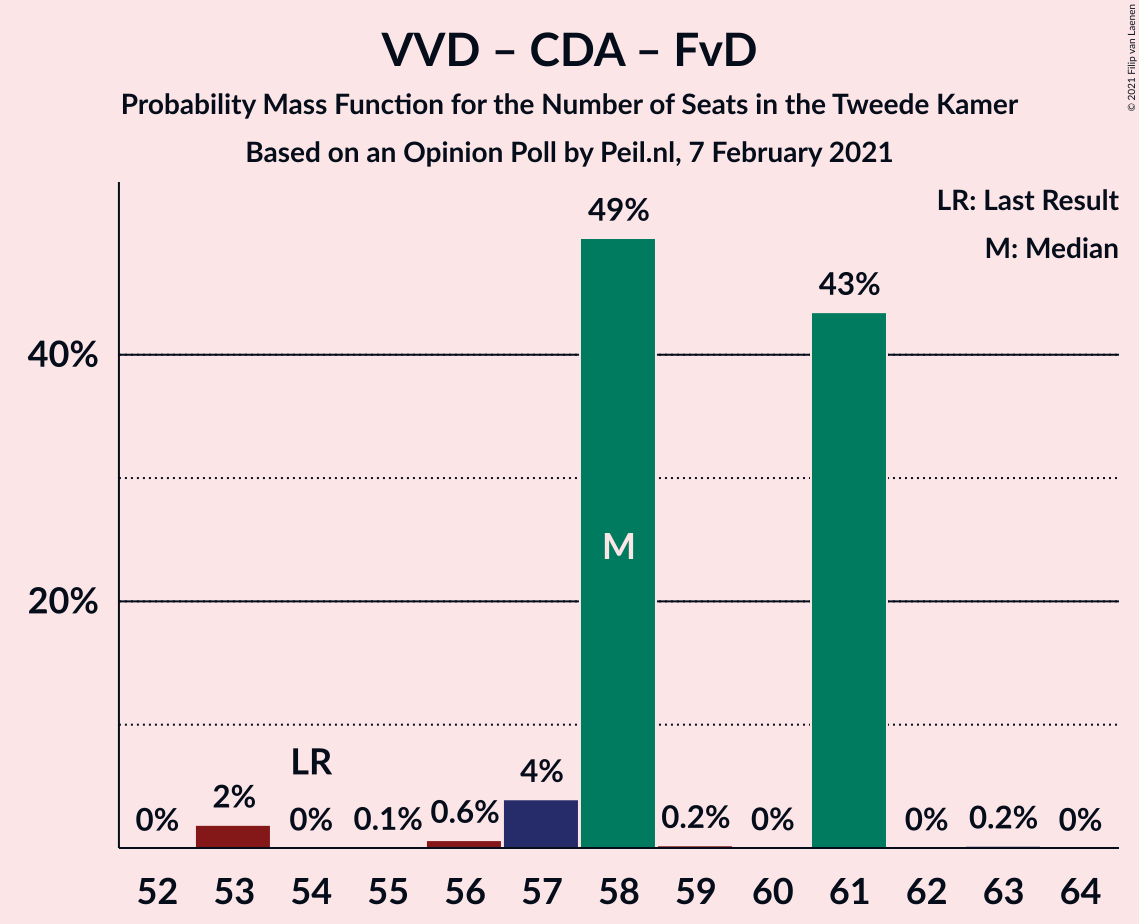 VVD – CDA – FvD
Probability Mass Function for the Number of Seats in the Tweede Kamer
Based on an Opinion Poll by Peil.nl, 7 February 2021
© 2021 Filip van Laenen
LR: Last Result
M: Median
49%
43%
40%
M
20%
LR
4%
2%
0%
0%
0.1%
0.6%
0.2%
0%
0%
0.2%
0%
52 53 54 55 56 57 58 59 60 61 62 63 64